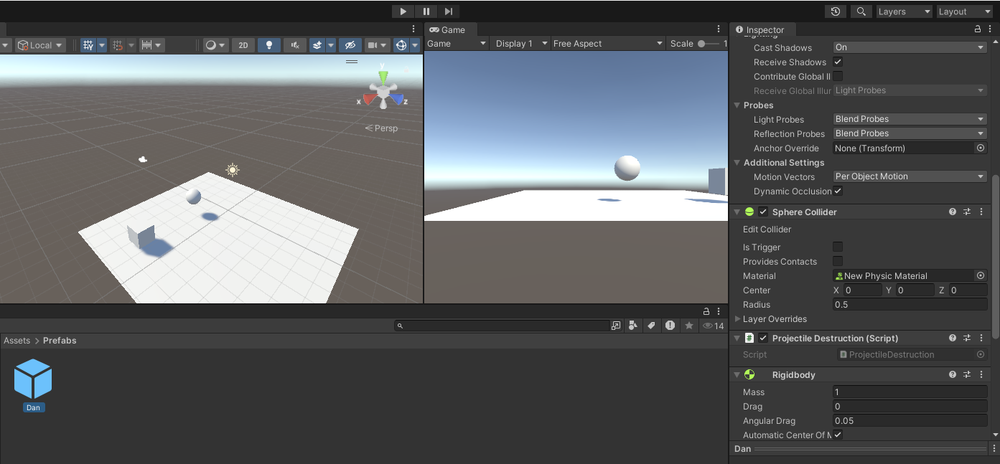 Layers
Layout
Local
2D
y
x
z
Persp
Game
Game
Display 1
Free Aspect
Scale
1
Inspector
Lighting
Cast Shadows
On
Receive Shadows
Contribute Global Il
Receive Global Illur
Light Probes
Probes
Light Probes
Blend Probes
Reflection Probes
Blend Probes
Anchor Override
None (Transform)
Additional Settings
Motion Vectors
Per Object Motion
Dynamic Occlusion
Sphere Collider
Edit Collider
Is Trigger
Provides Contacts
Material
New Physic Material
Center
X 0 Y 0 Z 0
Radius
0.5
Layer Overrides
# Projectile Destruction (Script)
Script
ProjectileDestruction
Rigidbody
Mass
1
Drag
0
Angular Drag
0.05
Automatic Center Of M
Dan
14
Assets > Prefabs
Dan